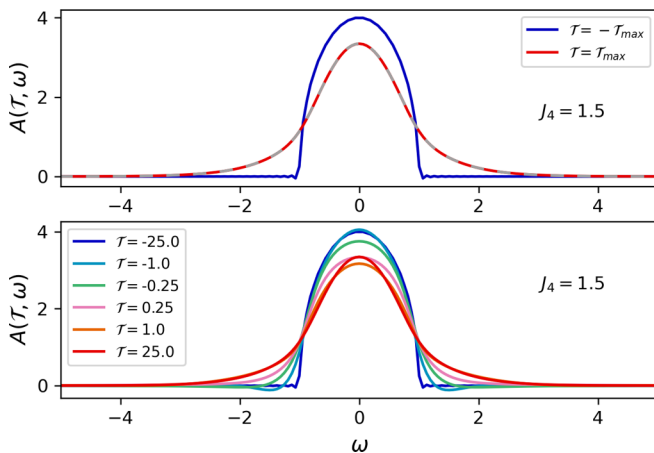 A(𝒯, ω)
4
2
0
𝒯 = −𝒯max
𝒯 = 𝒯max
J4 = 1.5
−4 −2 0 2 4
A(𝒯, ω)
4
2
0
𝒯 = -25.0
𝒯 = -1.0
𝒯 = -0.25
𝒯 = 0.25
𝒯 = 1.0
𝒯 = 25.0
J4 = 1.5
−4 −2 0 2 4
ω